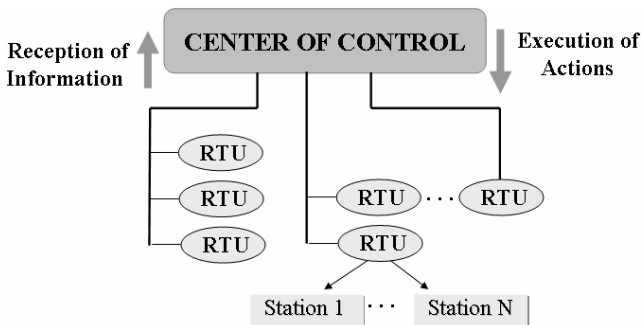 Reception of
Information
CENTER OF CONTROL
Execution of
Actions
RTU
RTU
RTU
RTU
...
RTU
RTU
Station 1
...
Station N